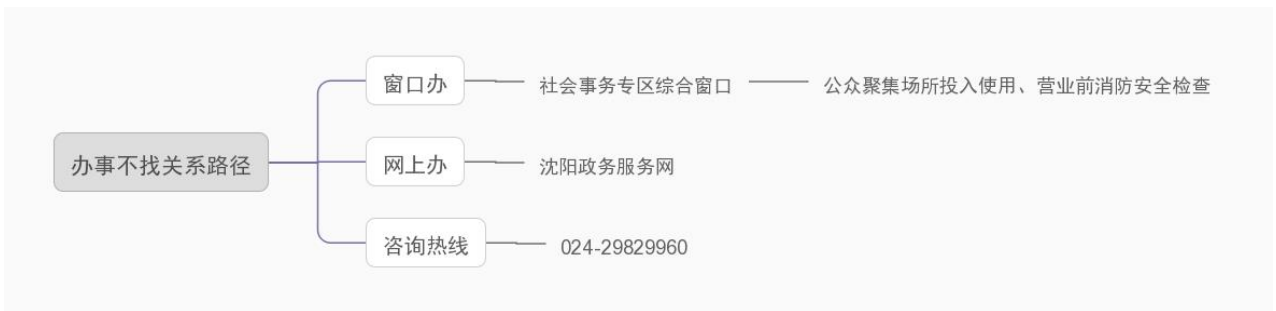 办事不找关系路径
窗口办
社会事务专区综合窗口
公众聚集场所投入使用、营业前消防安全检查
网上办
沈阳政务服务网
咨询热线
024-29829960